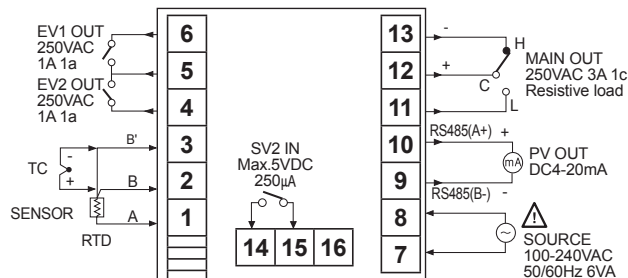 EV1 OUT
250VAC
1A 1a
EV2 OUT
250VAC
1A 1a
6
5
4
3
2
1
B'
TC
-
+
B
SENSOR
A
RTD
SV2 IN
Max.5VDC
250µA
14 15 16
13
12
11
10
9
8
7
-
H
+
C
L
MAIN OUT
250VAC 3A 1c
Resistive load
RS485(A+) +
mA
PV OUT
DC4-20mA
RS485(B-) -
!
~
SOURCE
100-240VAC
50/60Hz 6VA